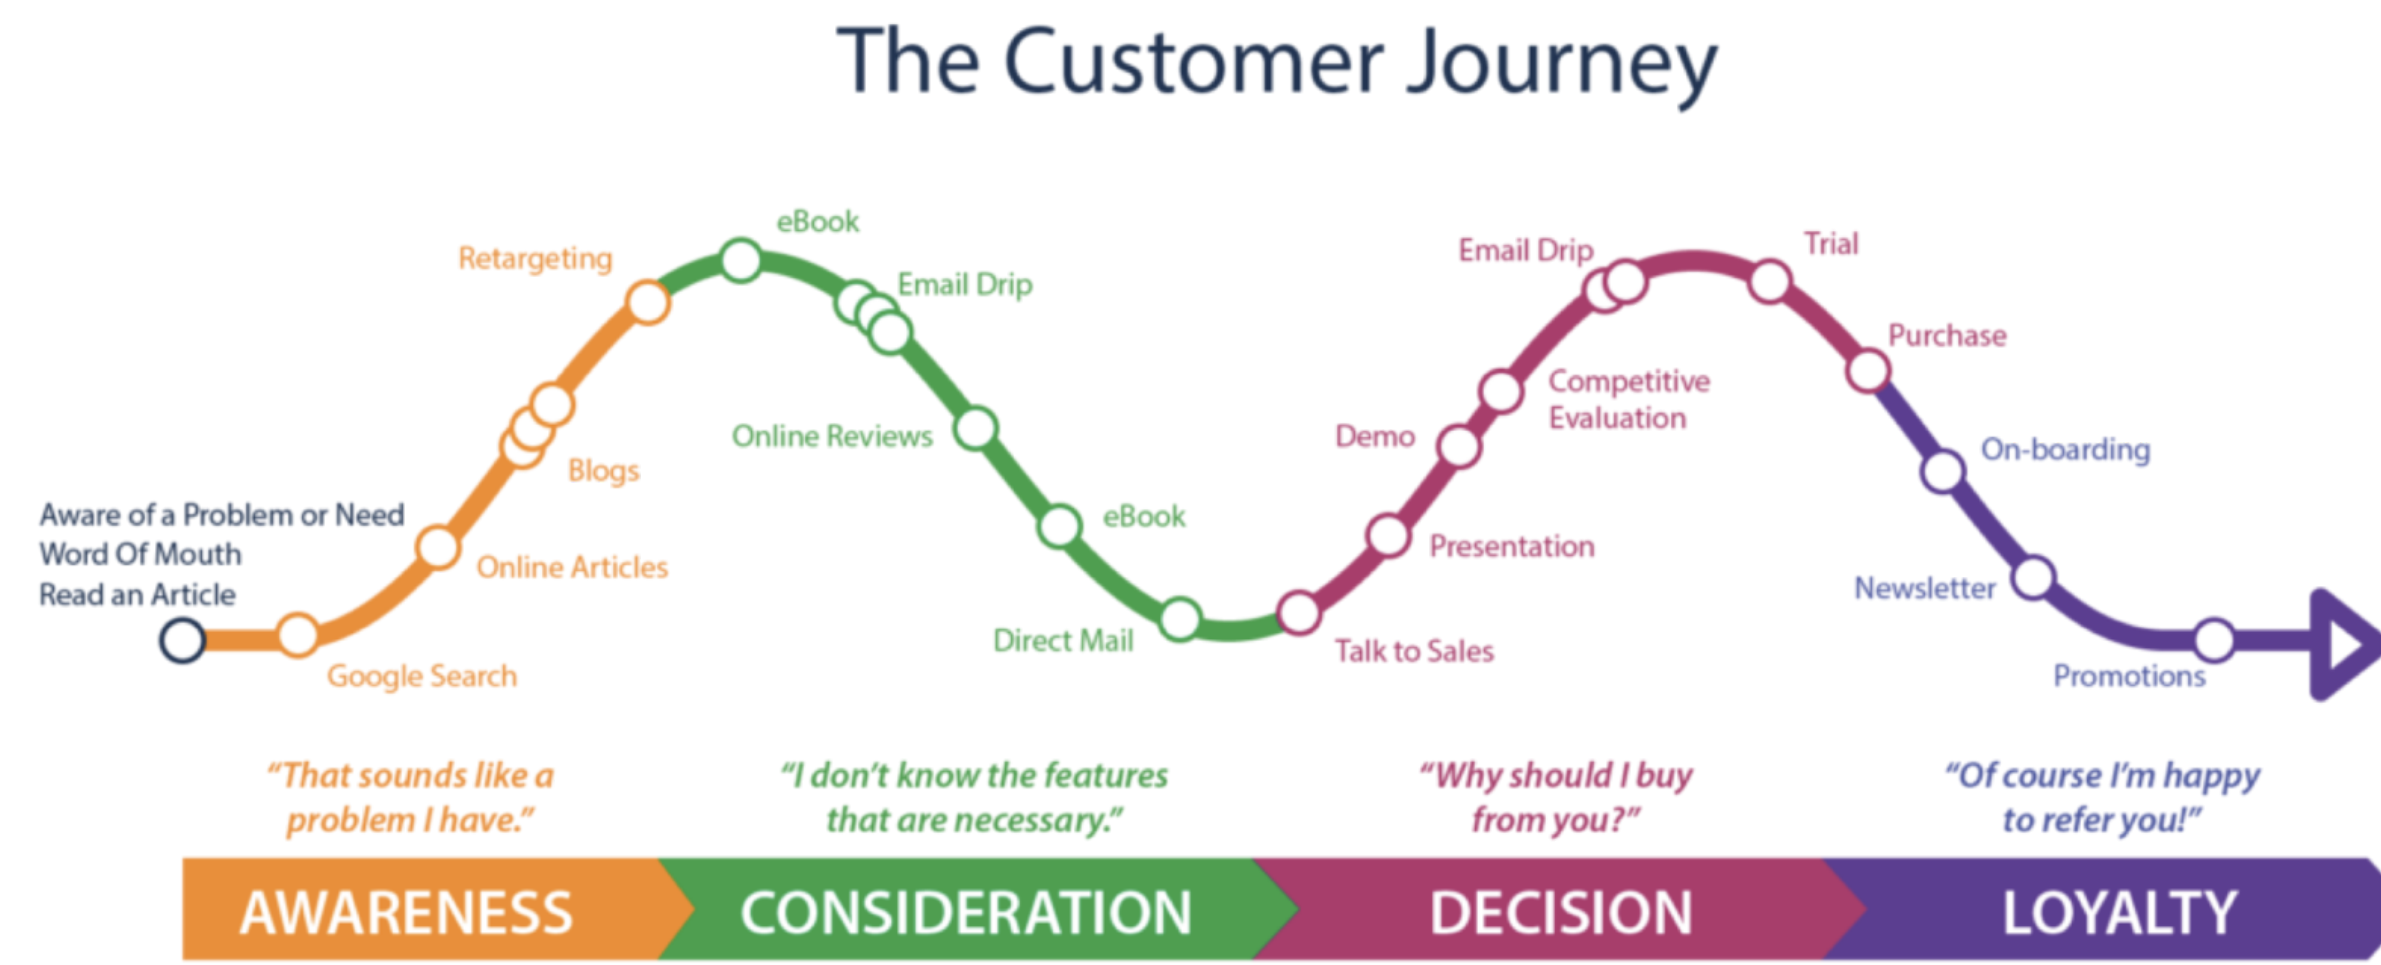 The Customer Journey
Aware of a Problem or Need
Word Of Mouth
Read an Article
Google Search
Online Articles
Blogs
Retargeting
eBook
Email Drip
Online Reviews
eBook
Direct Mail
Talk to Sales
Presentation
Demo
Competitive
Evaluation
Email Drip
Trial
Purchase
On-boarding
Newsletter
Promotions
“That sounds like a
problem I have.”
“I don’t know the features
that are necessary.”
“Why should I buy
from you?”
“Of course I’m happy
to refer you!”
AWARENESS
CONSIDERATION
DECISION
LOYALTY